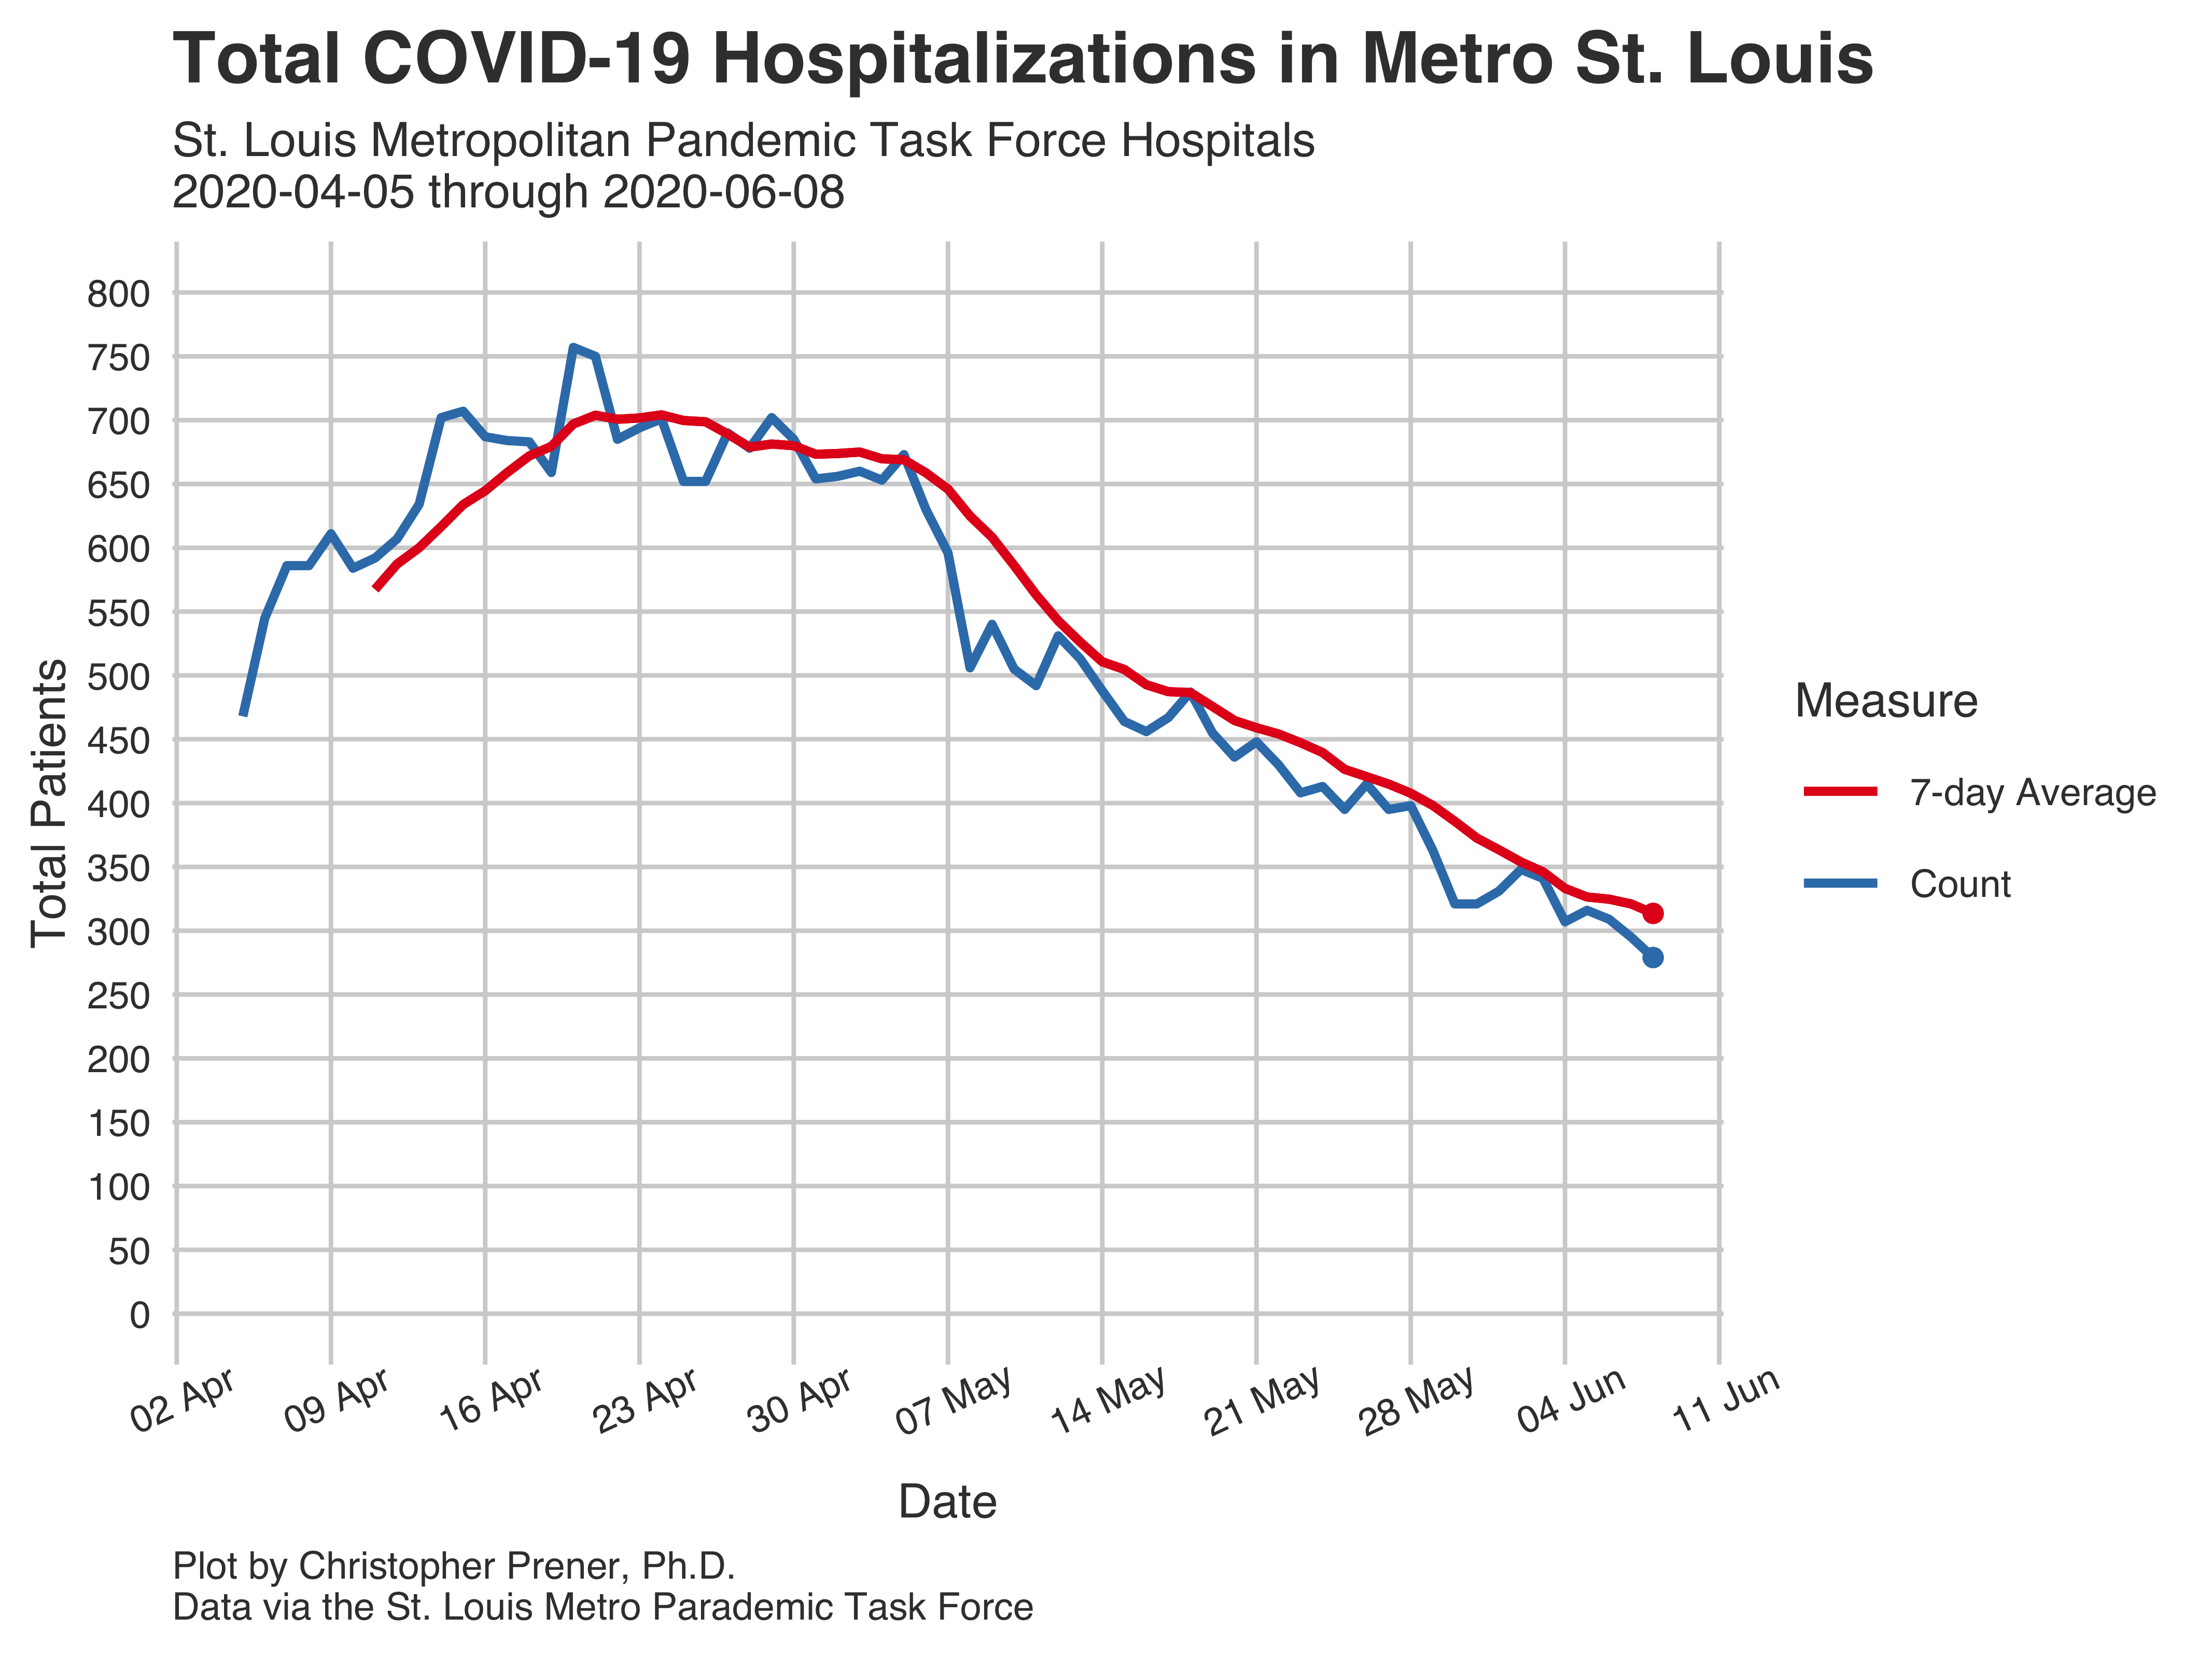 Total COVID-19 Hospitalizations in Metro St. Louis
St. Louis Metropolitan Pandemic Task Force Hospitals
2020-04-05 through 2020-06-08
Total Patients
800
750
700
650
600
550
500
450
400
350
300
250
200
150
100
50
0
02 Apr
09 Apr
16 Apr
23 Apr
30 Apr
07 May
14 May
21 May
28 May
04 Jun
11 Jun
Date
Measure
7-day Average
Count
Plot by Christopher Prener, Ph.D.
Data via the St. Louis Metro Parademic Task Force